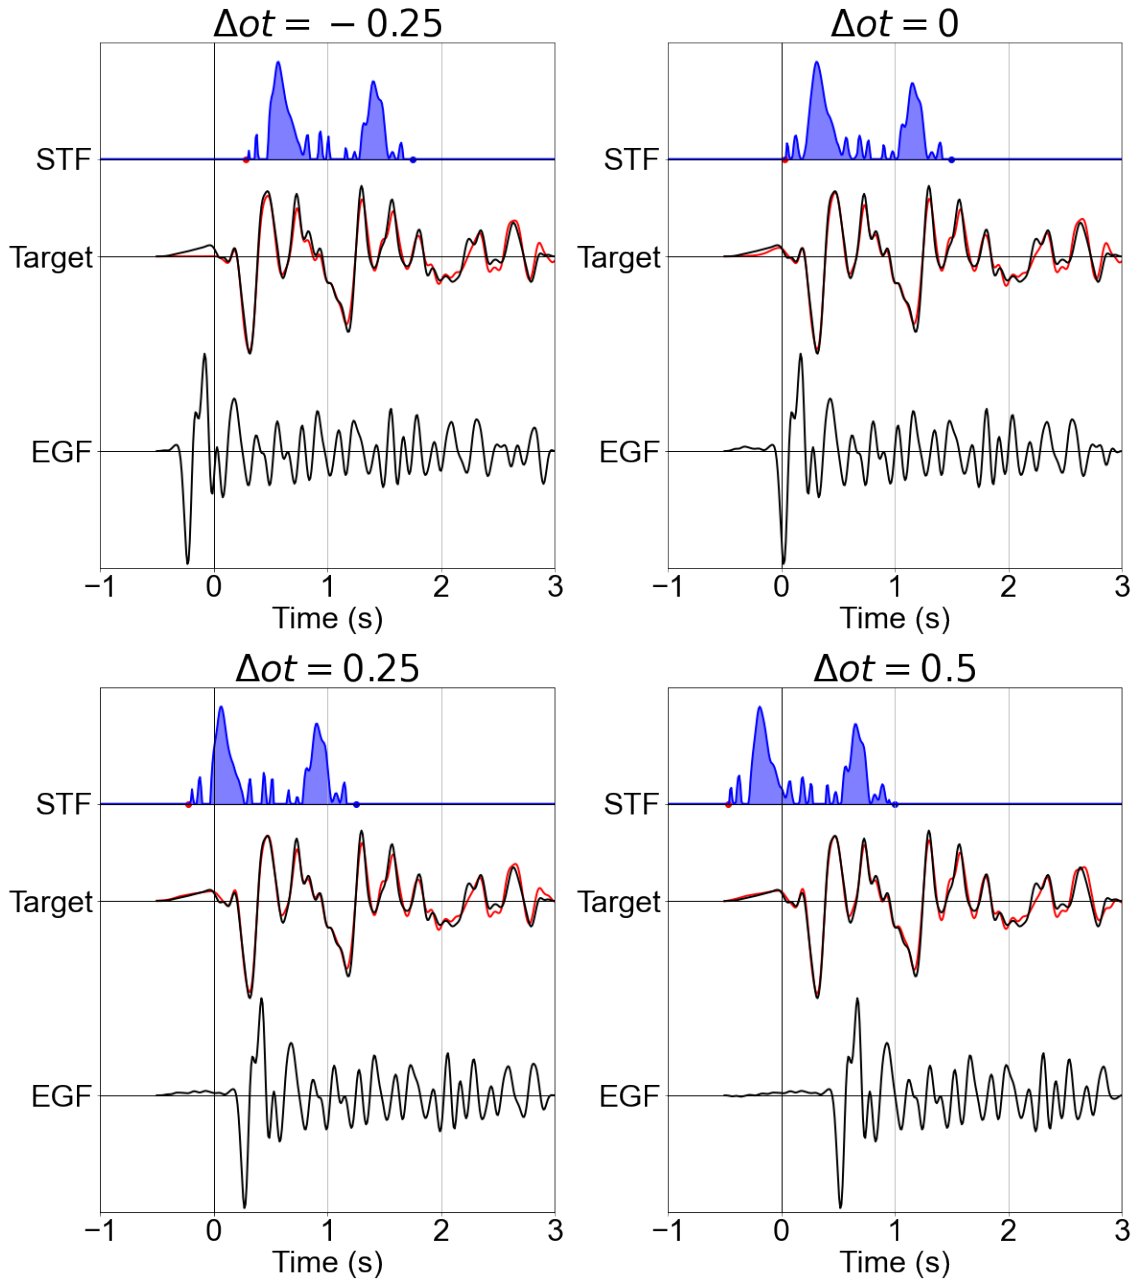 Δot = − 0.25
STF
Target
EGF
−1 0 1 2 3
Time (s)
Δot = 0
STF
Target
EGF
−1 0 1 2 3
Time (s)
Δot = 0.25
STF
Target
EGF
−1 0 1 2 3
Time (s)
Δot = 0.5
STF
Target
EGF
−1 0 1 2 3
Time (s)